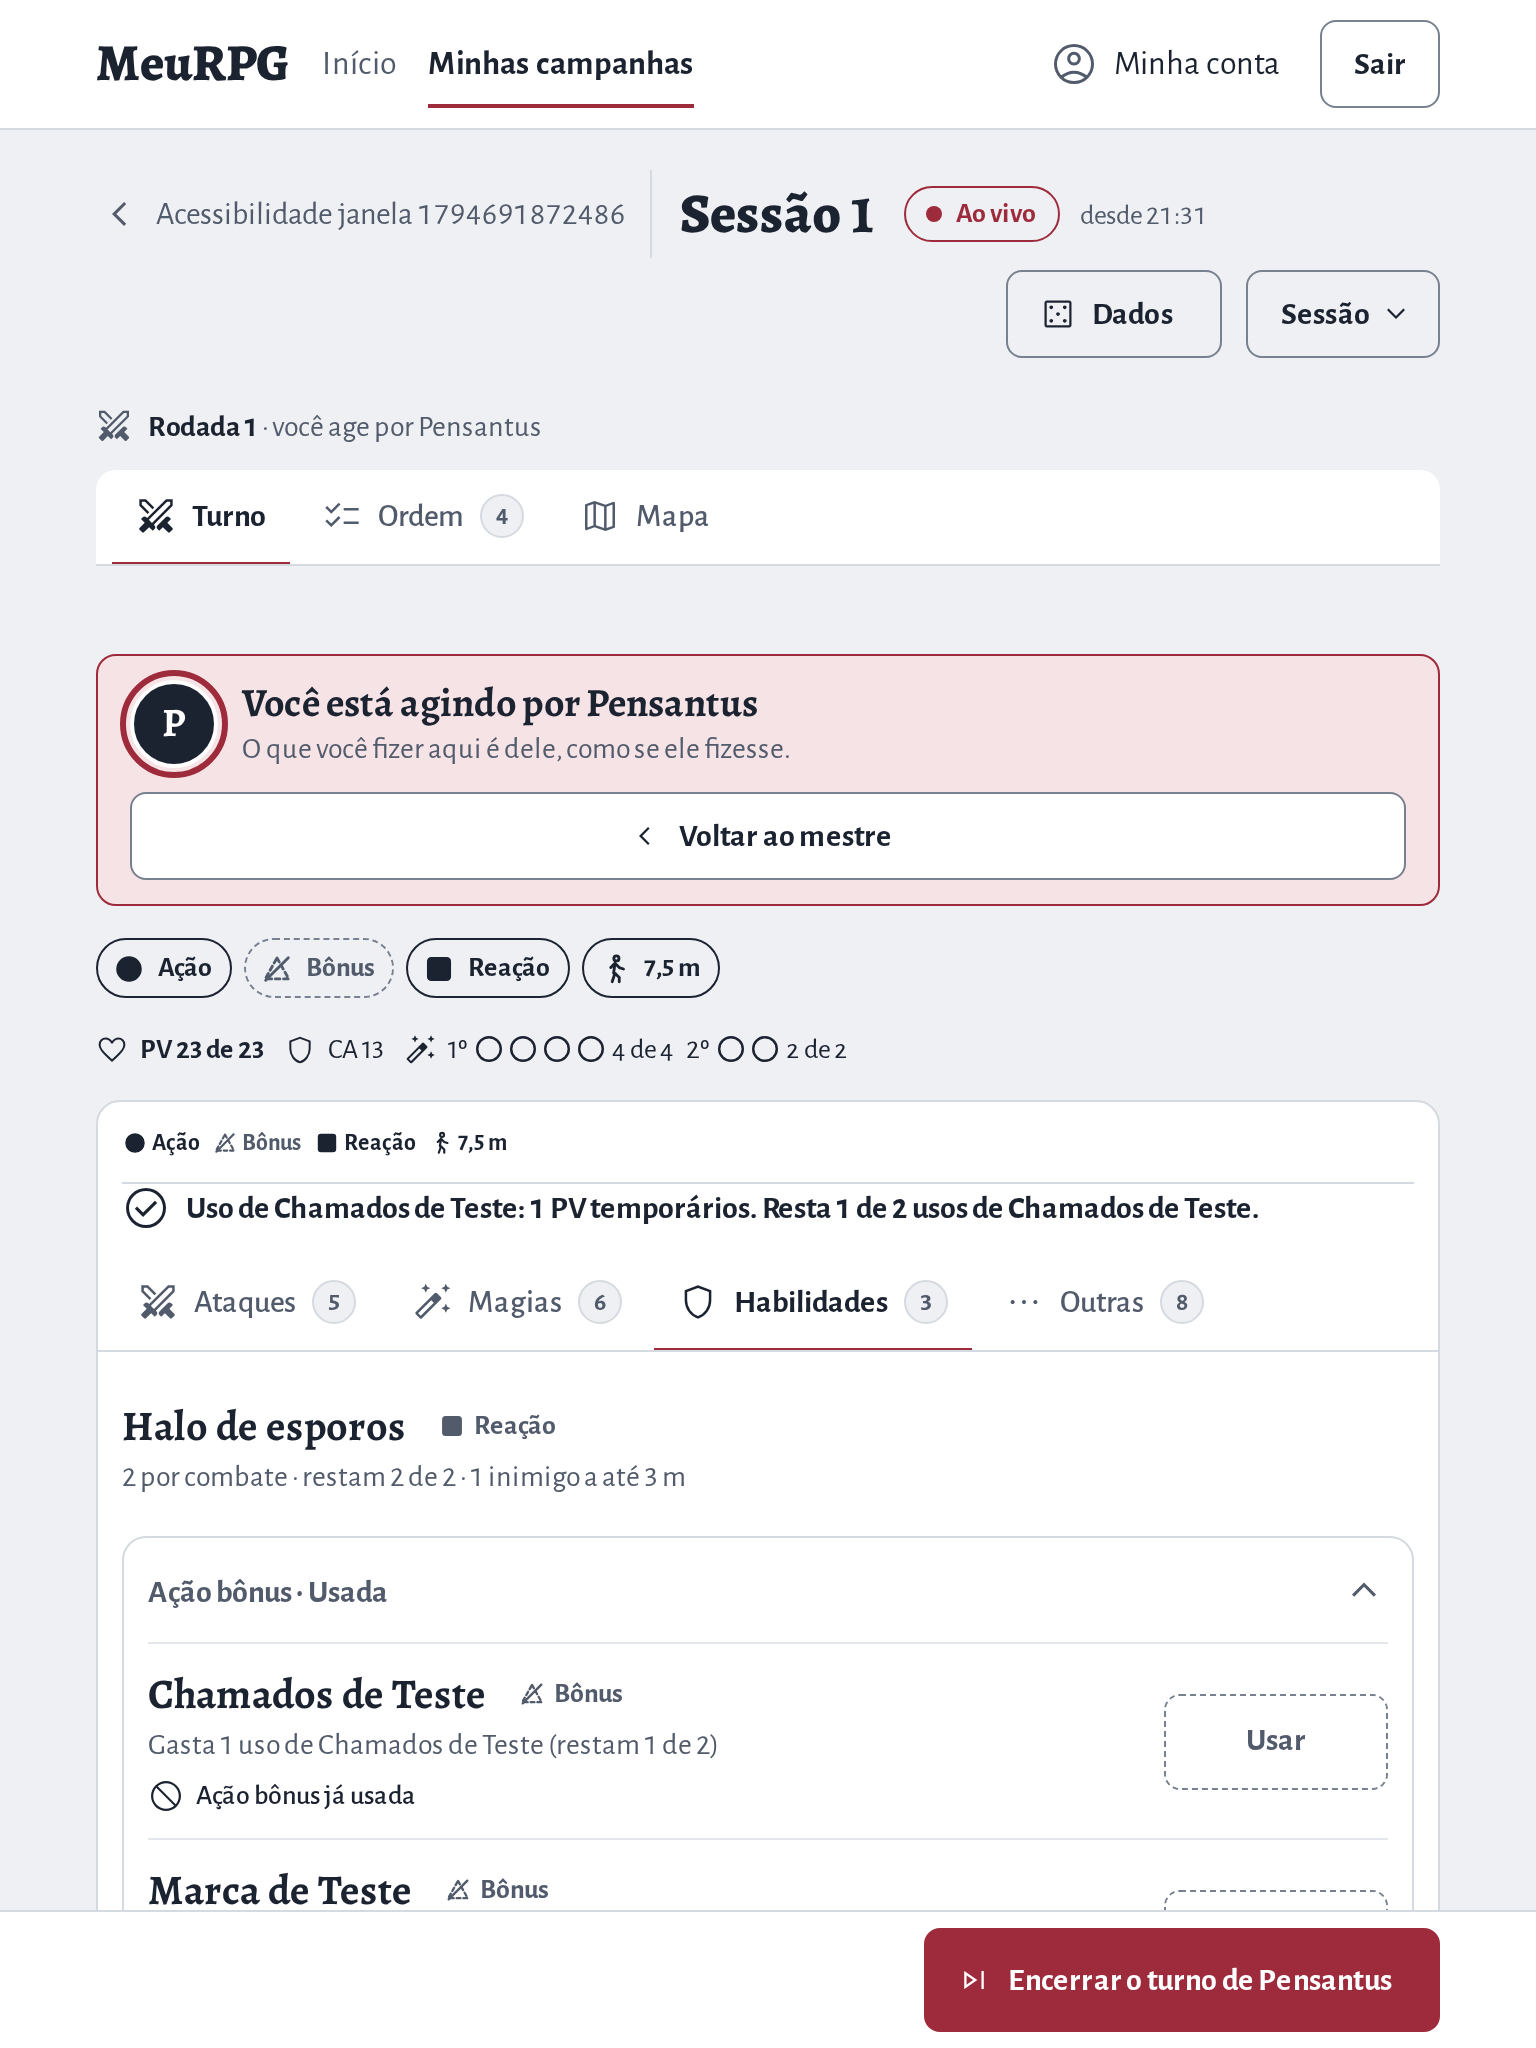 MeuRPG Início Minhas campanhas Minha conta Sair
Acessibilidade janela 1794691872486 Sessão 1 Ao vivo desde 21:31
Dados Sessão
Rodada 1 · você age por Pensantus
Turno Ordem 4 Mapa
P
Você está agindo por Pensantus
O que você fizer aqui é dele, como se ele fizesse.
Voltar ao mestre
Ação Bônus Reação 7,5 m
PV 23 de 23 CA 13 1º 4 de 4 2º 2 de 2
Ação Bônus Reação 7,5 m
Uso de Chamados de Teste: 1 PV temporários. Resta 1 de 2 usos de Chamados de Teste.
Ataques 5 Magias 6 Habilidades 3 Outras 8
Halo de esporos Reação
2 por combate · restam 2 de 2 · 1 inimigo a até 3 m
Ação bônus · Usada
Chamados de Teste Bônus
Gasta 1 uso de Chamados de Teste (restam 1 de 2)
Usar
Ação bônus já usada
Marca de Teste Bônus
Encerrar o turno de Pensantus